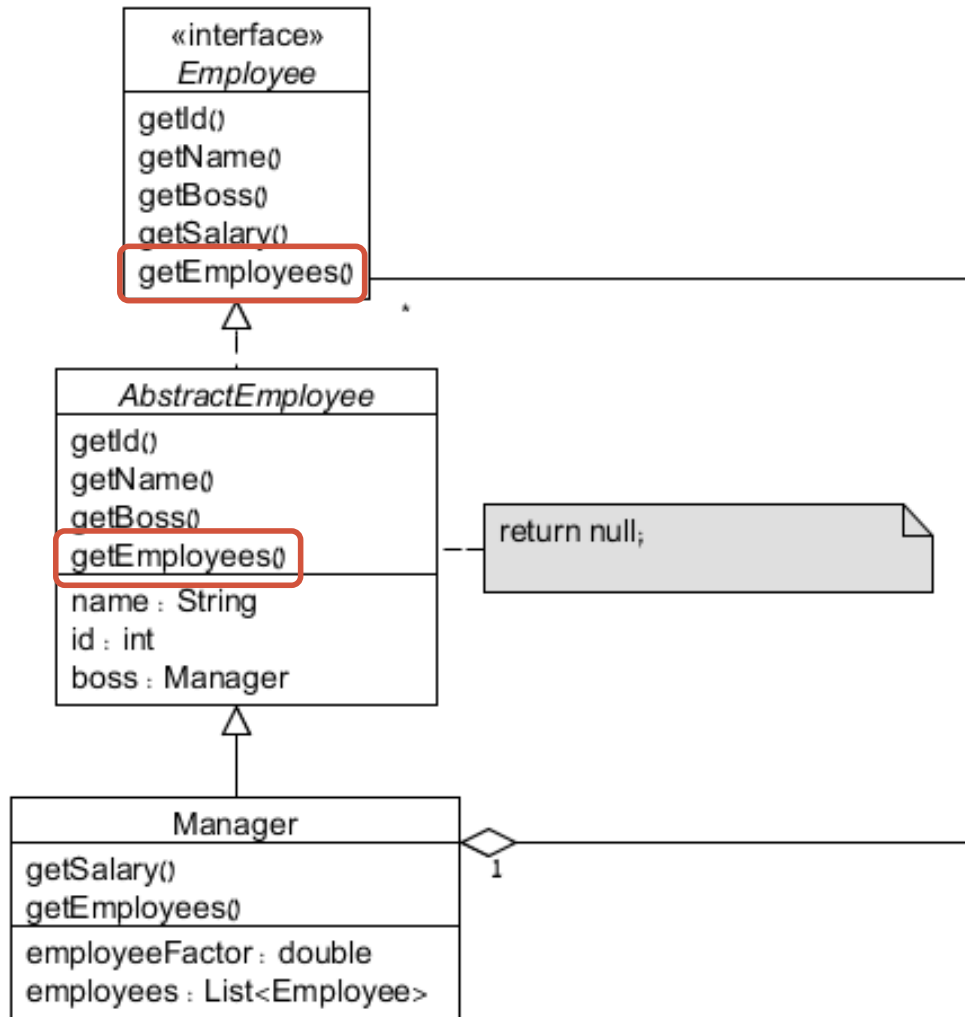 «interface»
Employee
getId()
getName()
getBoss()
getSalary()
getEmployees()
*
AbstractEmployee
getId()
getName()
getBoss()
getEmployees()
return null;
name : String
id : int
boss : Manager
Manager
1
getSalary()
getEmployees()
employeeFactor : double
employees : List<Employee>